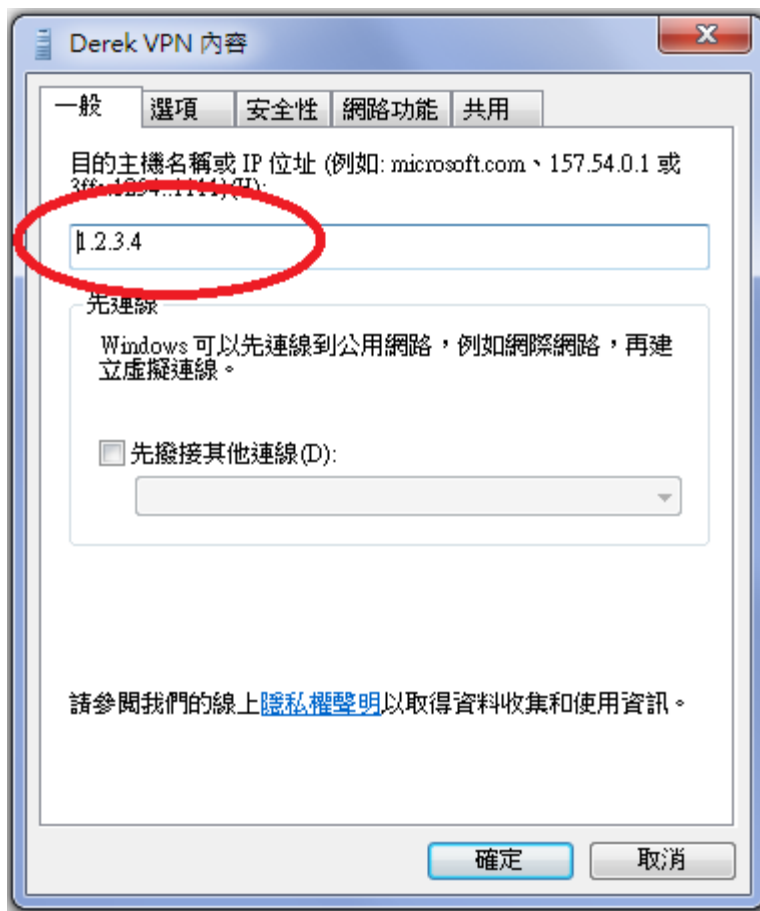 Derek VPN 內容
一般 選項 安全性 網路功能 共用
目的主機名稱或 IP 位址 (例如: microsoft.com、157.54.0.1 或
3ffe:1234::1111)(H):
1.2.3.4
先連線
Windows 可以先連線到公用網路，例如網際網路，再建
立虛擬連線。
先撥接其他連線(D):
請參閱我們的線上隱私權聲明以取得資料收集和使用資訊。
確定 取消